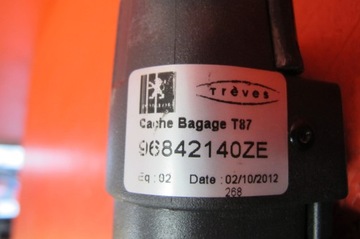 Trèves
Cache Bagage T87
96842140ZE
Eq : 02 Date : 02/10/2012
268